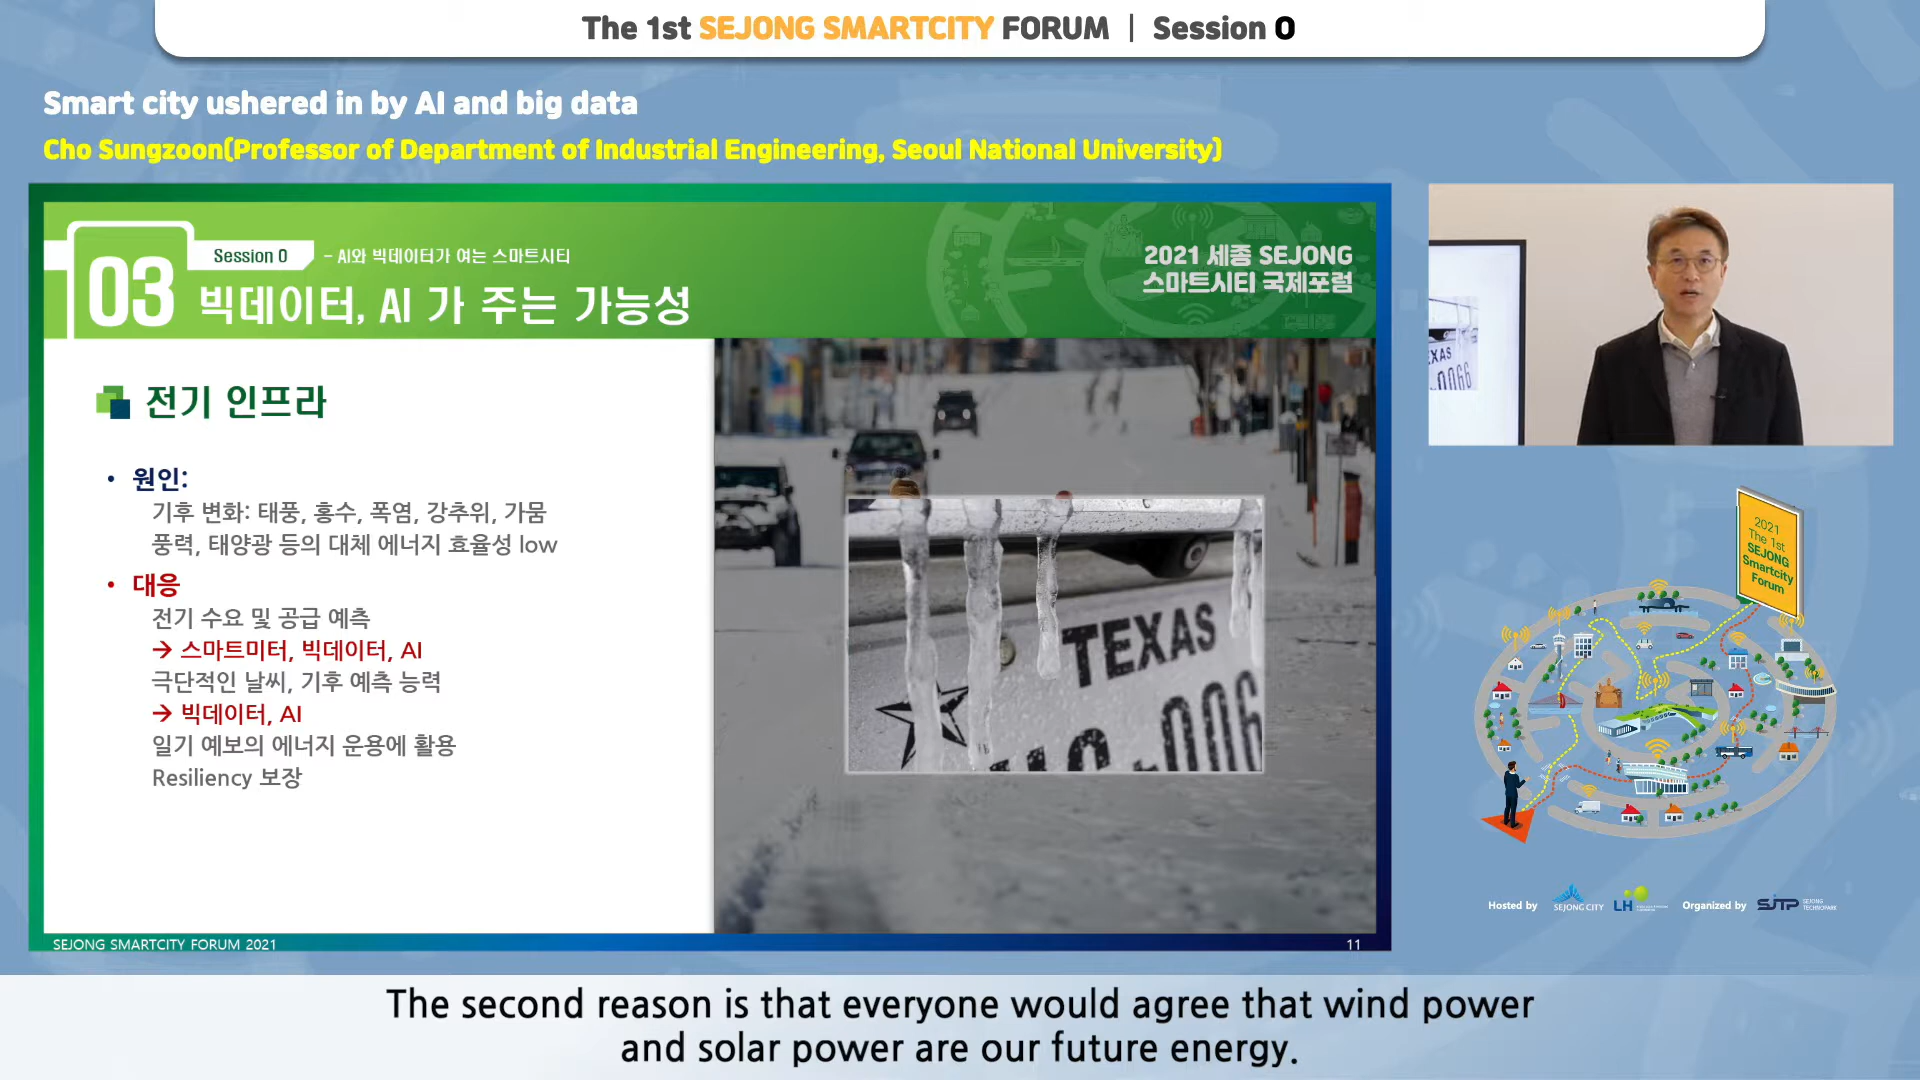 The 1st SEJONG SMARTCITY FORUM | Session 0
Smart city ushered in by AI and big data
Cho Sungzoon(Professor of Department of Industrial Engineering, Seoul National University)
03
Session 0
- AI와 빅데이터가 여는 스마트시티
빅데이터, AI 가 주는 가능성
2021 세종 SEJONG
스마트시티 국제포럼
전기 인프라
• 원인:
기후 변화: 태풍, 홍수, 폭염, 강추위, 가뭄
풍력, 태양광 등의 대체 에너지 효율성 low
• 대응
전기 수요 및 공급 예측
→ 스마트미터, 빅데이터, AI
극단적인 날씨, 기후 예측 능력
→ 빅데이터, AI
일기 예보의 에너지 운용에 활용
Resiliency 보장
TEXAS
SEJONG SMARTCITY FORUM 2021
11
2021
The 1st
SEJONG
Smartcity
Forum
Hosted by
SEJONG CITY
LH
Organized by
SJTP
SEJONG
TECHNOPARK
The second reason is that everyone would agree that wind power
and solar power are our future energy.